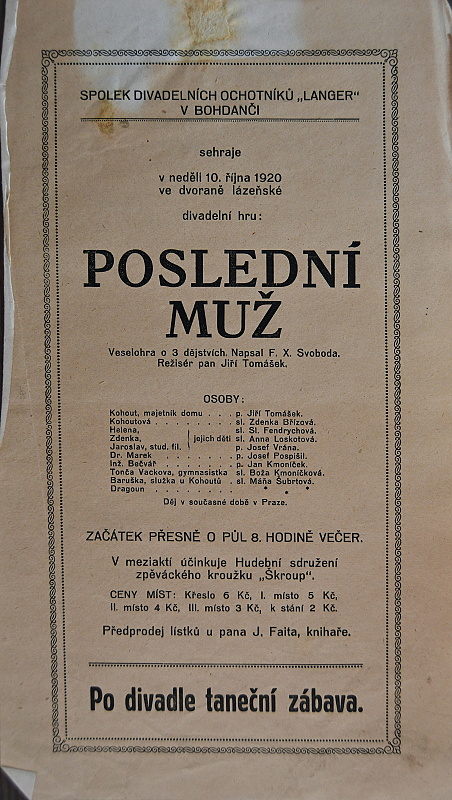 SPOLEK DIVADELNÍCH OCHOTNÍKŮ „LANGER“
V BOHDANČI
sehraje
v neděli 10. října 1920
ve dvoraně lázeňské
divadelní hru:
POSLEDNÍ
MUŽ
Veselohra o 3 dějstvích. Napsal F. X. Svoboda.
Režisér pan Jiří Tomášek.
OSOBY:
Kohout, majetník domu . . . p. Jiří Tomášek.
Kohoutová . . . . . . . sl. Zdenka Břízová.
Helena, sl. Sl. Fendrychová.
Zdenka, jejich děti sl. Anna Loskotová.
Jaroslav, stud. fil. p. Josef Vrána.
Dr. Marek . . . . . . . p. Josef Pospíšil.
Inž. Bečvář . . . . . . . p. Jan Kmoníček.
Tonča Vackova, gymnasistka sl. Boža Kmoníčková.
Baruška, služka u Kohoutů . sl. Máňa Šubrtová.
Dragoun . . . . . . . . * * *
Děj v současné době v Praze.
ZAČÁTEK PŘESNĚ O PŮL 8. HODINĚ VEČER.
V meziaktí účinkuje Hudební sdružení
zpěváckého kroužku „Škroup“.
CENY MÍST: Křeslo 6 Kč, I. místo 5 Kč,
II. místo 4 Kč, III. místo 3 Kč, k stání 2 Kč.
Předprodej lístků u pana J. Faita, knihaře.
Po divadle taneční zábava.